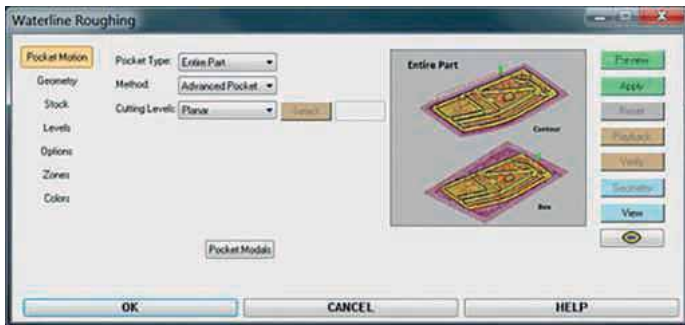 Waterline Roughing
Pocket Motion
Geometry
Stock
Levels
Options
Zones
Colors
Pocket Type: Entire Part
Method: Advanced Pocket
Cutting Levels: Planar
Select
Pocket Modals
Entire Part
Contour
Box
Preview
Apply
Reset
Playback
Verify
Geometry
View
OK
CANCEL
HELP